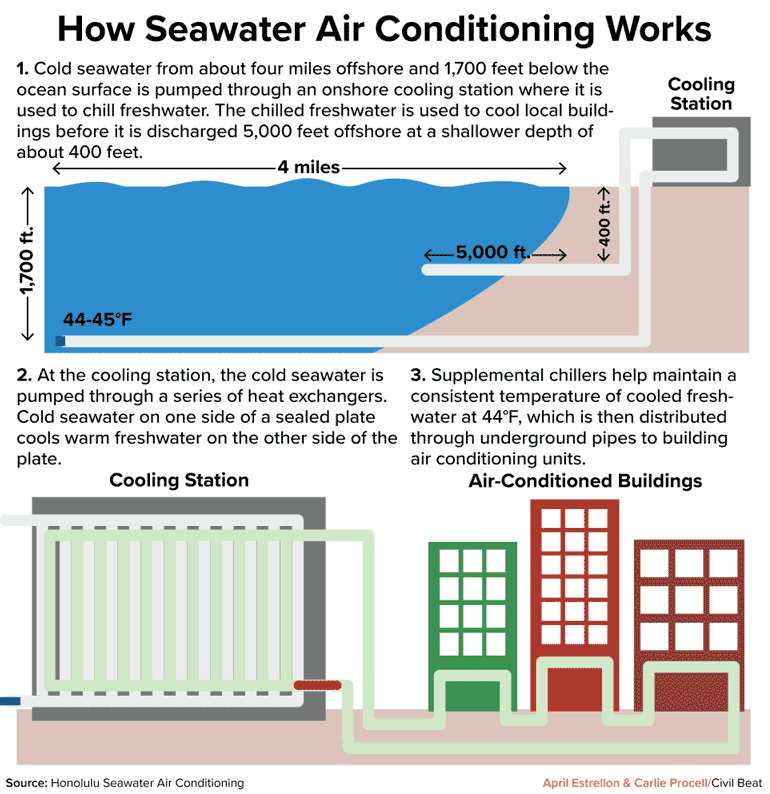 How Seawater Air Conditioning Works
1. Cold seawater from about four miles offshore and 1,700 feet below the
ocean surface is pumped through an onshore cooling station where it is
used to chill freshwater. The chilled freshwater is used to cool local build-
ings before it is discharged 5,000 feet offshore at a shallower depth of
about 400 feet.
Cooling
Station
4 miles
1,700 ft.
400 ft.
5,000 ft.
44-45°F
2. At the cooling station, the cold seawater is
pumped through a series of heat exchangers.
Cold seawater on one side of a sealed plate
cools warm freshwater on the other side of the
plate.
3. Supplemental chillers help maintain a
consistent temperature of cooled fresh-
water at 44°F, which is then distributed
through underground pipes to building
air conditioning units.
Cooling Station
Air-Conditioned Buildings
Source: Honolulu Seawater Air Conditioning
April Estrellon & Carlie Procell/Civil Beat